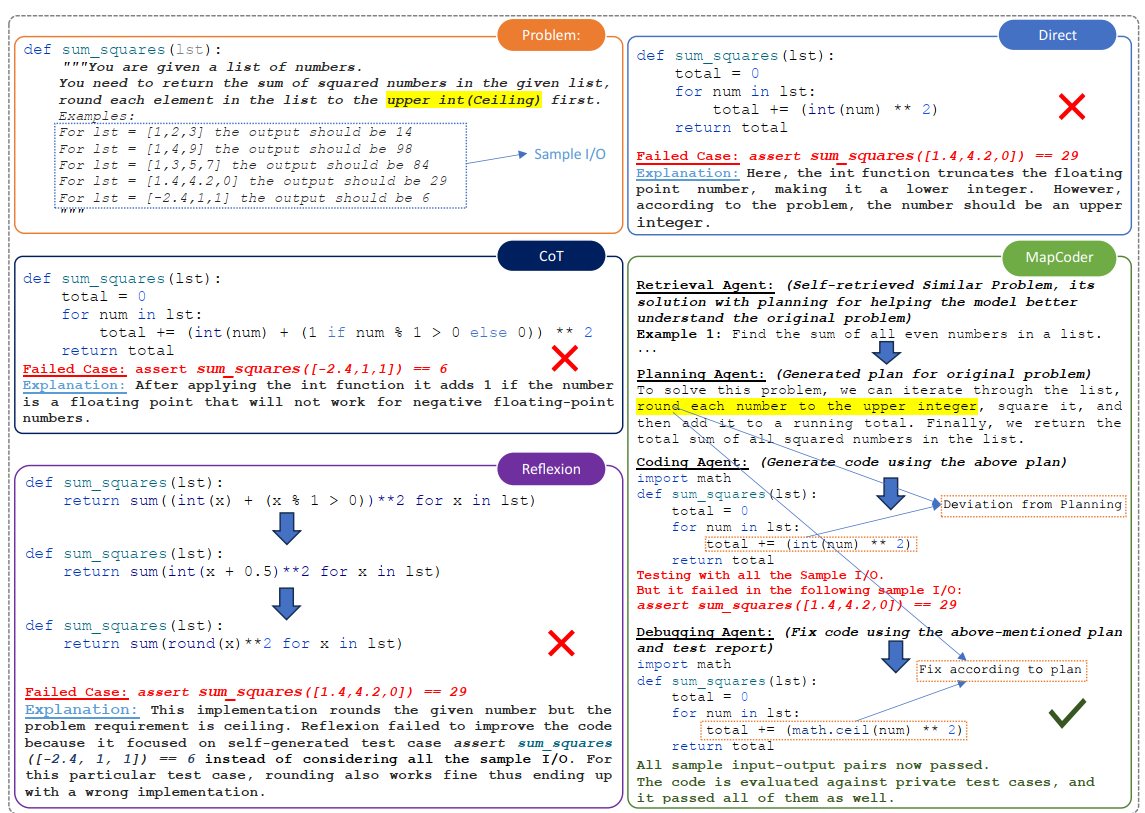 Problem:
def sum_squares(lst):
"""You are given a list of numbers.
You need to return the sum of squared numbers in the given list,
round each element in the list to the upper int(Ceiling) first.
Examples:
For lst = [1,2,3] the output should be 14
For lst = [1,4,9] the output should be 98
For lst = [1,3,5,7] the output should be 84
For lst = [1.4,4.2,0] the output should be 29
For lst = [-2.4,1,1] the output should be 6
"""
Sample I/O
Direct
def sum_squares(lst):
total = 0
for num in lst:
total += (int(num) ** 2)
return total
Failed Case: assert sum_squares([1.4,4.2,0]) == 29
Explanation: Here, the int function truncates the floating
point number, making it a lower integer. However,
according to the problem, the number should be an upper
integer.
CoT
def sum_squares(lst):
total = 0
for num in lst:
total += (int(num) + (1 if num % 1 > 0 else 0)) ** 2
return total
Failed Case: assert sum_squares([-2.4,1,1]) == 6
Explanation: After applying the int function it adds 1 if the number
is a floating point that will not work for negative floating-point
numbers.
Reflexion
def sum_squares(lst):
return sum((int(x) + (x % 1 > 0))**2 for x in lst)
def sum_squares(lst):
return sum(int(x + 0.5)**2 for x in lst)
def sum_squares(lst):
return sum(round(x)**2 for x in lst)
Failed Case: assert sum_squares([1.4,4.2,0]) == 29
Explanation: This implementation rounds the given number but the
problem requirement is ceiling. Reflexion failed to improve the code
because it focused on self-generated test case assert sum_squares
([-2.4, 1, 1]) == 6 instead of considering all the sample I/O. For
this particular test case, rounding also works fine thus ending up
with a wrong implementation.
MapCoder
Retrieval Agent: (Self-retrieved Similar Problem, its
solution with planning for helping the model better
understand the original problem)
Example 1: Find the sum of all even numbers in a list.
...
Planning Agent: (Generated plan for original problem)
To solve this problem, we can iterate through the list,
round each number to the upper integer, square it, and
then add it to a running total. Finally, we return the
total sum of all squared numbers in the list.
Coding Agent: (Generate code using the above plan)
import math
def sum_squares(lst):
total = 0
for num in lst:
total += (int(num) ** 2)
return total
Deviation from Planning
Testing with all the Sample I/O.
But it failed in the following sample I/O:
assert sum_squares([1.4,4.2,0]) == 29
Debugging Agent: (Fix code using the above-mentioned plan
and test report)
import math
def sum_squares(lst):
total = 0
for num in lst:
total += (math.ceil(num) ** 2)
return total
Fix according to plan
All sample input-output pairs now passed.
The code is evaluated against private test cases, and
it passed all of them as well.